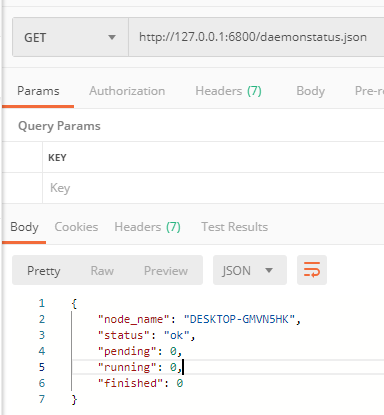 GET http://127.0.0.1:6800/daemonstatus.json
Params Authorization Headers (7) Body Pre-r
Query Params
KEY
Key
Body Cookies Headers (7) Test Results
Pretty Raw Preview JSON
1 {
2 "node_name": "DESKTOP-GMVN5HK",
3 "status": "ok",
4 "pending": 0,
5 "running": 0,
6 "finished": 0
7 }